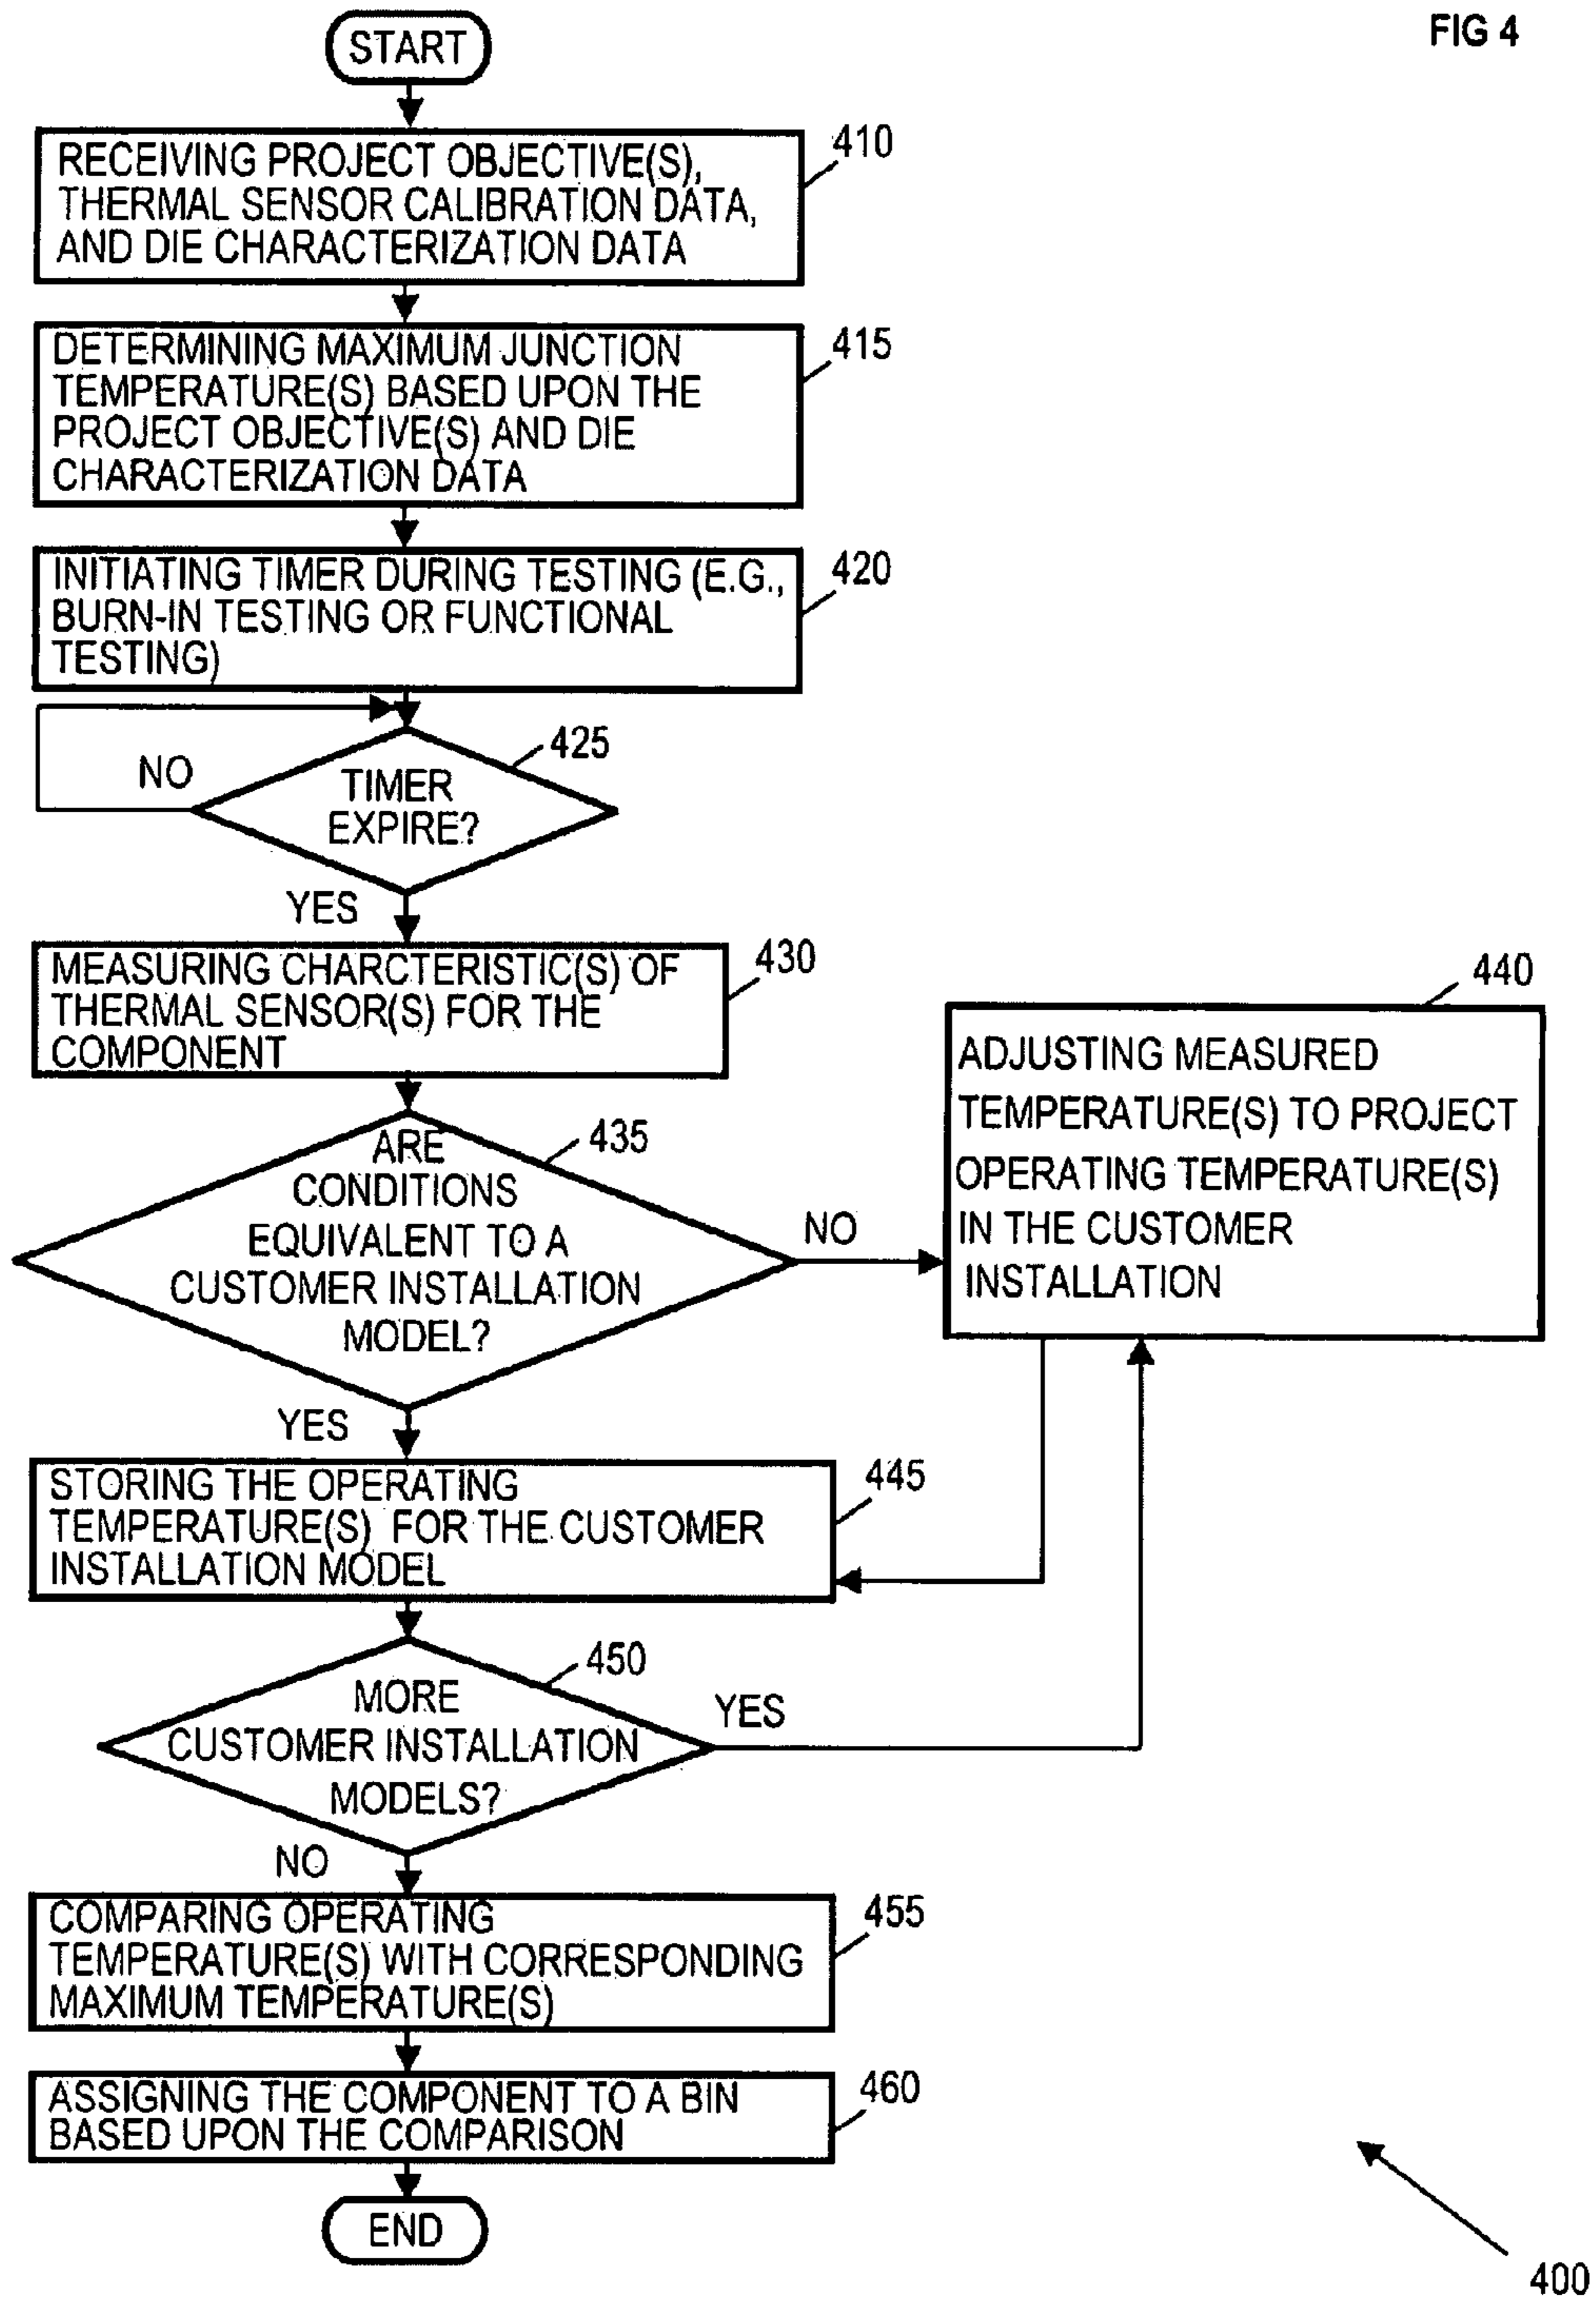 FIG 4
START
410
RECEIVING PROJECT OBJECTIVE(S),
THERMAL SENSOR CALIBRATION DATA,
AND DIE CHARACTERIZATION DATA
415
DETERMINING MAXIMUM JUNCTION
TEMPERATURE(S) BASED UPON THE
PROJECT OBJECTIVE(S) AND DIE
CHARACTERIZATION DATA
420
INITIATING TIMER DURING TESTING (E.G.,
BURN-IN TESTING OR FUNCTIONAL
TESTING)
425
NO
TIMER
EXPIRE?
YES
430
MEASURING CHARCTERISTIC(S) OF
THERMAL SENSOR(S) FOR THE
COMPONENT
435
ARE
CONDITIONS
EQUIVALENT TO A
CUSTOMER INSTALLATION
MODEL?
NO
440
ADJUSTING MEASURED
TEMPERATURE(S) TO PROJECT
OPERATING TEMPERATURE(S)
IN THE CUSTOMER
INSTALLATION
YES
445
STORING THE OPERATING
TEMPERATURE(S) FOR THE CUSTOMER
INSTALLATION MODEL
450
MORE
CUSTOMER INSTALLATION
MODELS?
YES
NO
455
COMPARING OPERATING
TEMPERATURE(S) WITH CORRESPONDING
MAXIMUM TEMPERATURE(S)
460
ASSIGNING THE COMPONENT TO A BIN
BASED UPON THE COMPARISON
END
400